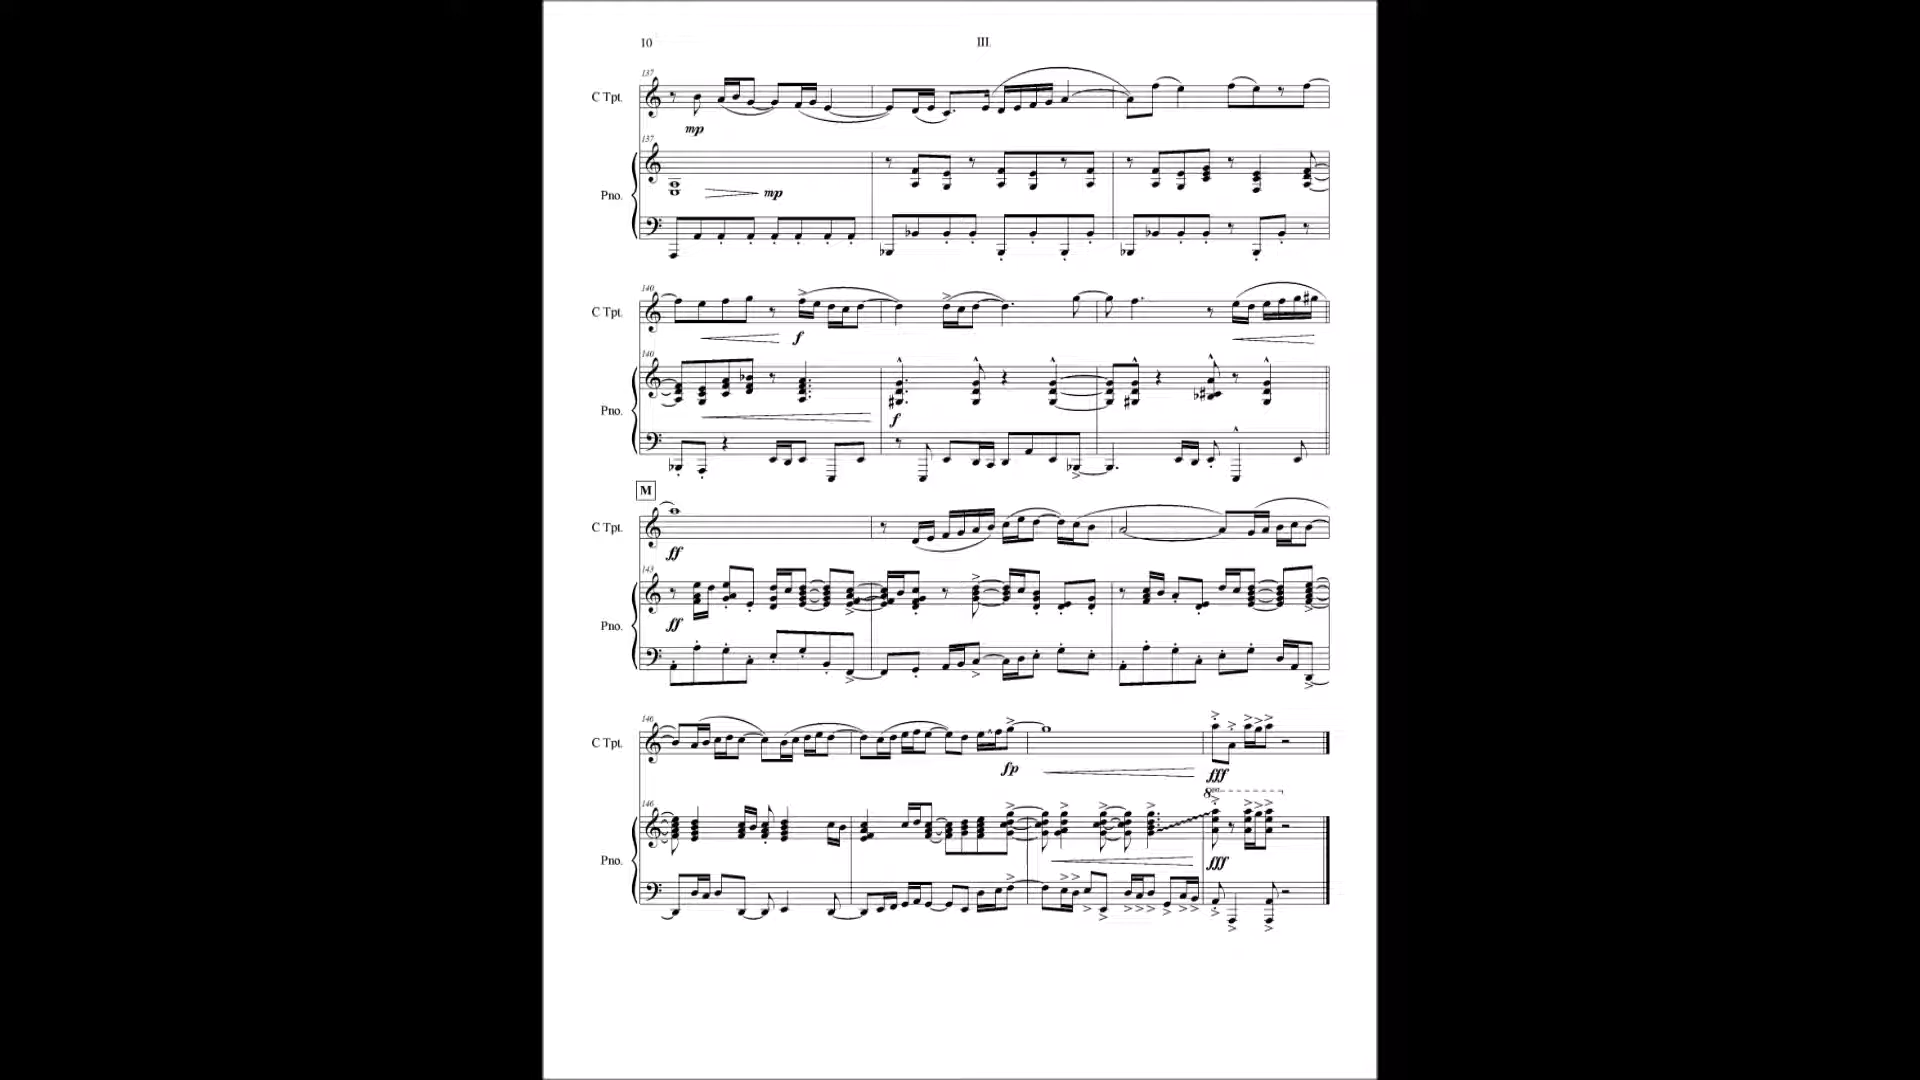 10 III.
137
C Tpt.
mp
137
Pno.
mp
140
C Tpt.
f
140
Pno.
f
M
C Tpt.
ff
143
Pno.
ff
146
C Tpt.
fp fff
8va
146
Pno.
fff